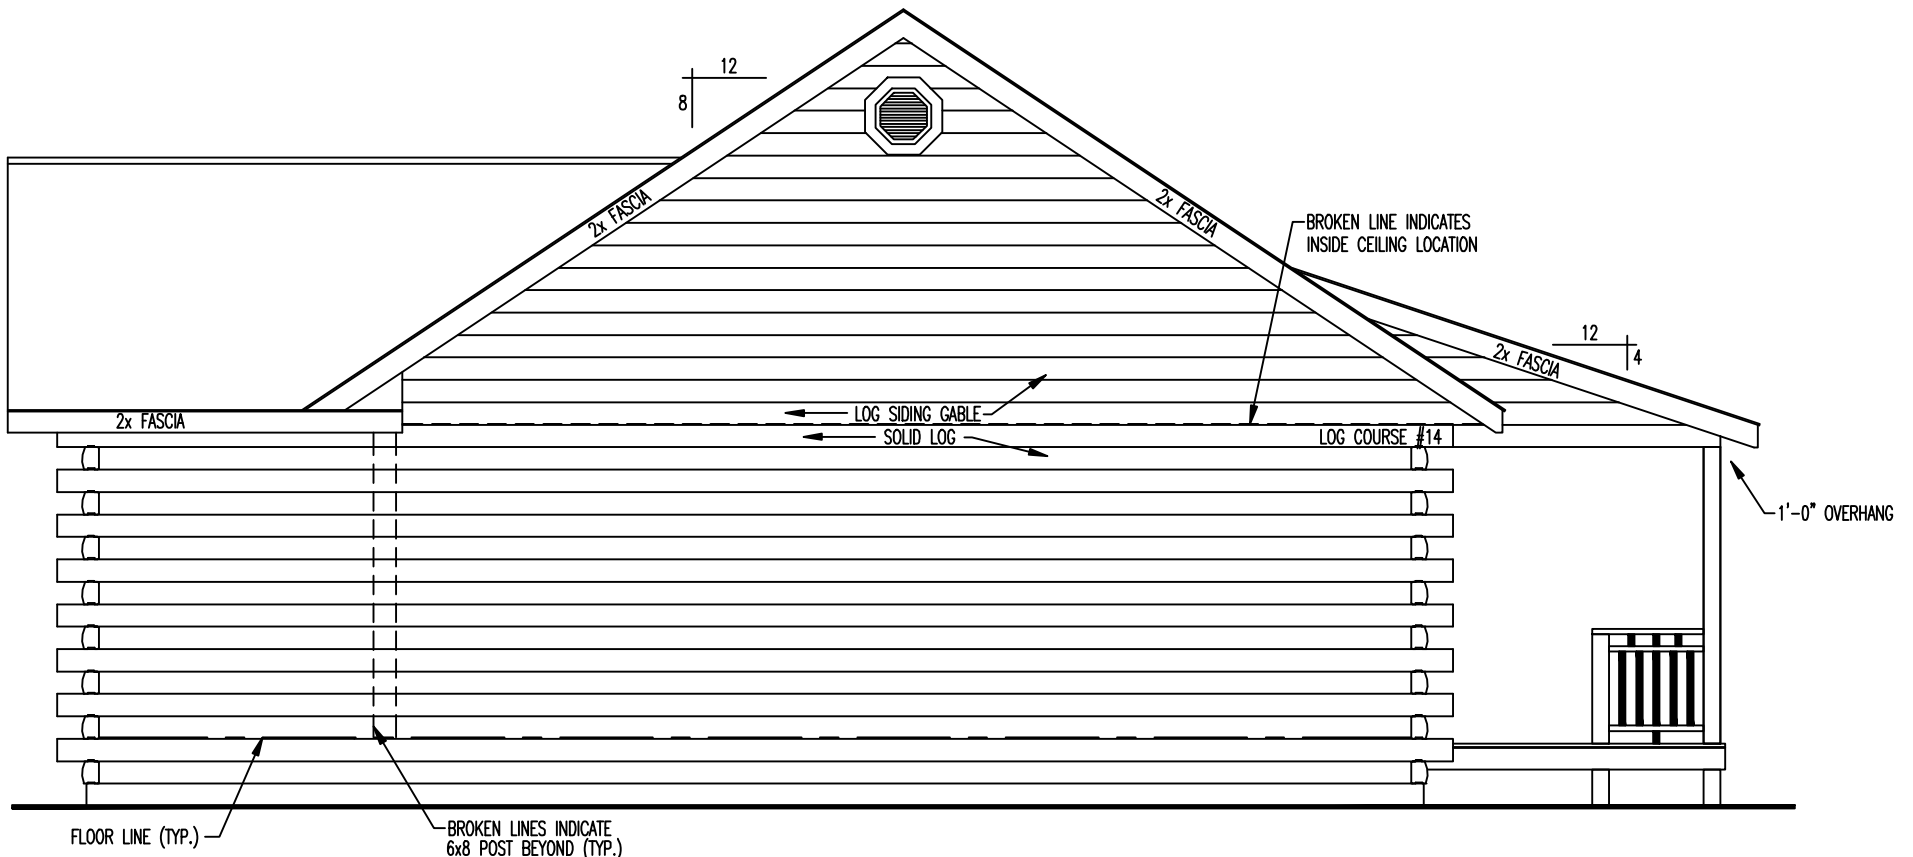 12
8
2x FASCIA
2x FASCIA
BROKEN LINE INDICATES
INSIDE CEILING LOCATION
12
4
2x FASCIA
2x FASCIA
LOG SIDING GABLE
SOLID LOG
LOG COURSE #14
1'-0" OVERHANG
FLOOR LINE (TYP.)
BROKEN LINES INDICATE
6x8 POST BEYOND (TYP.)